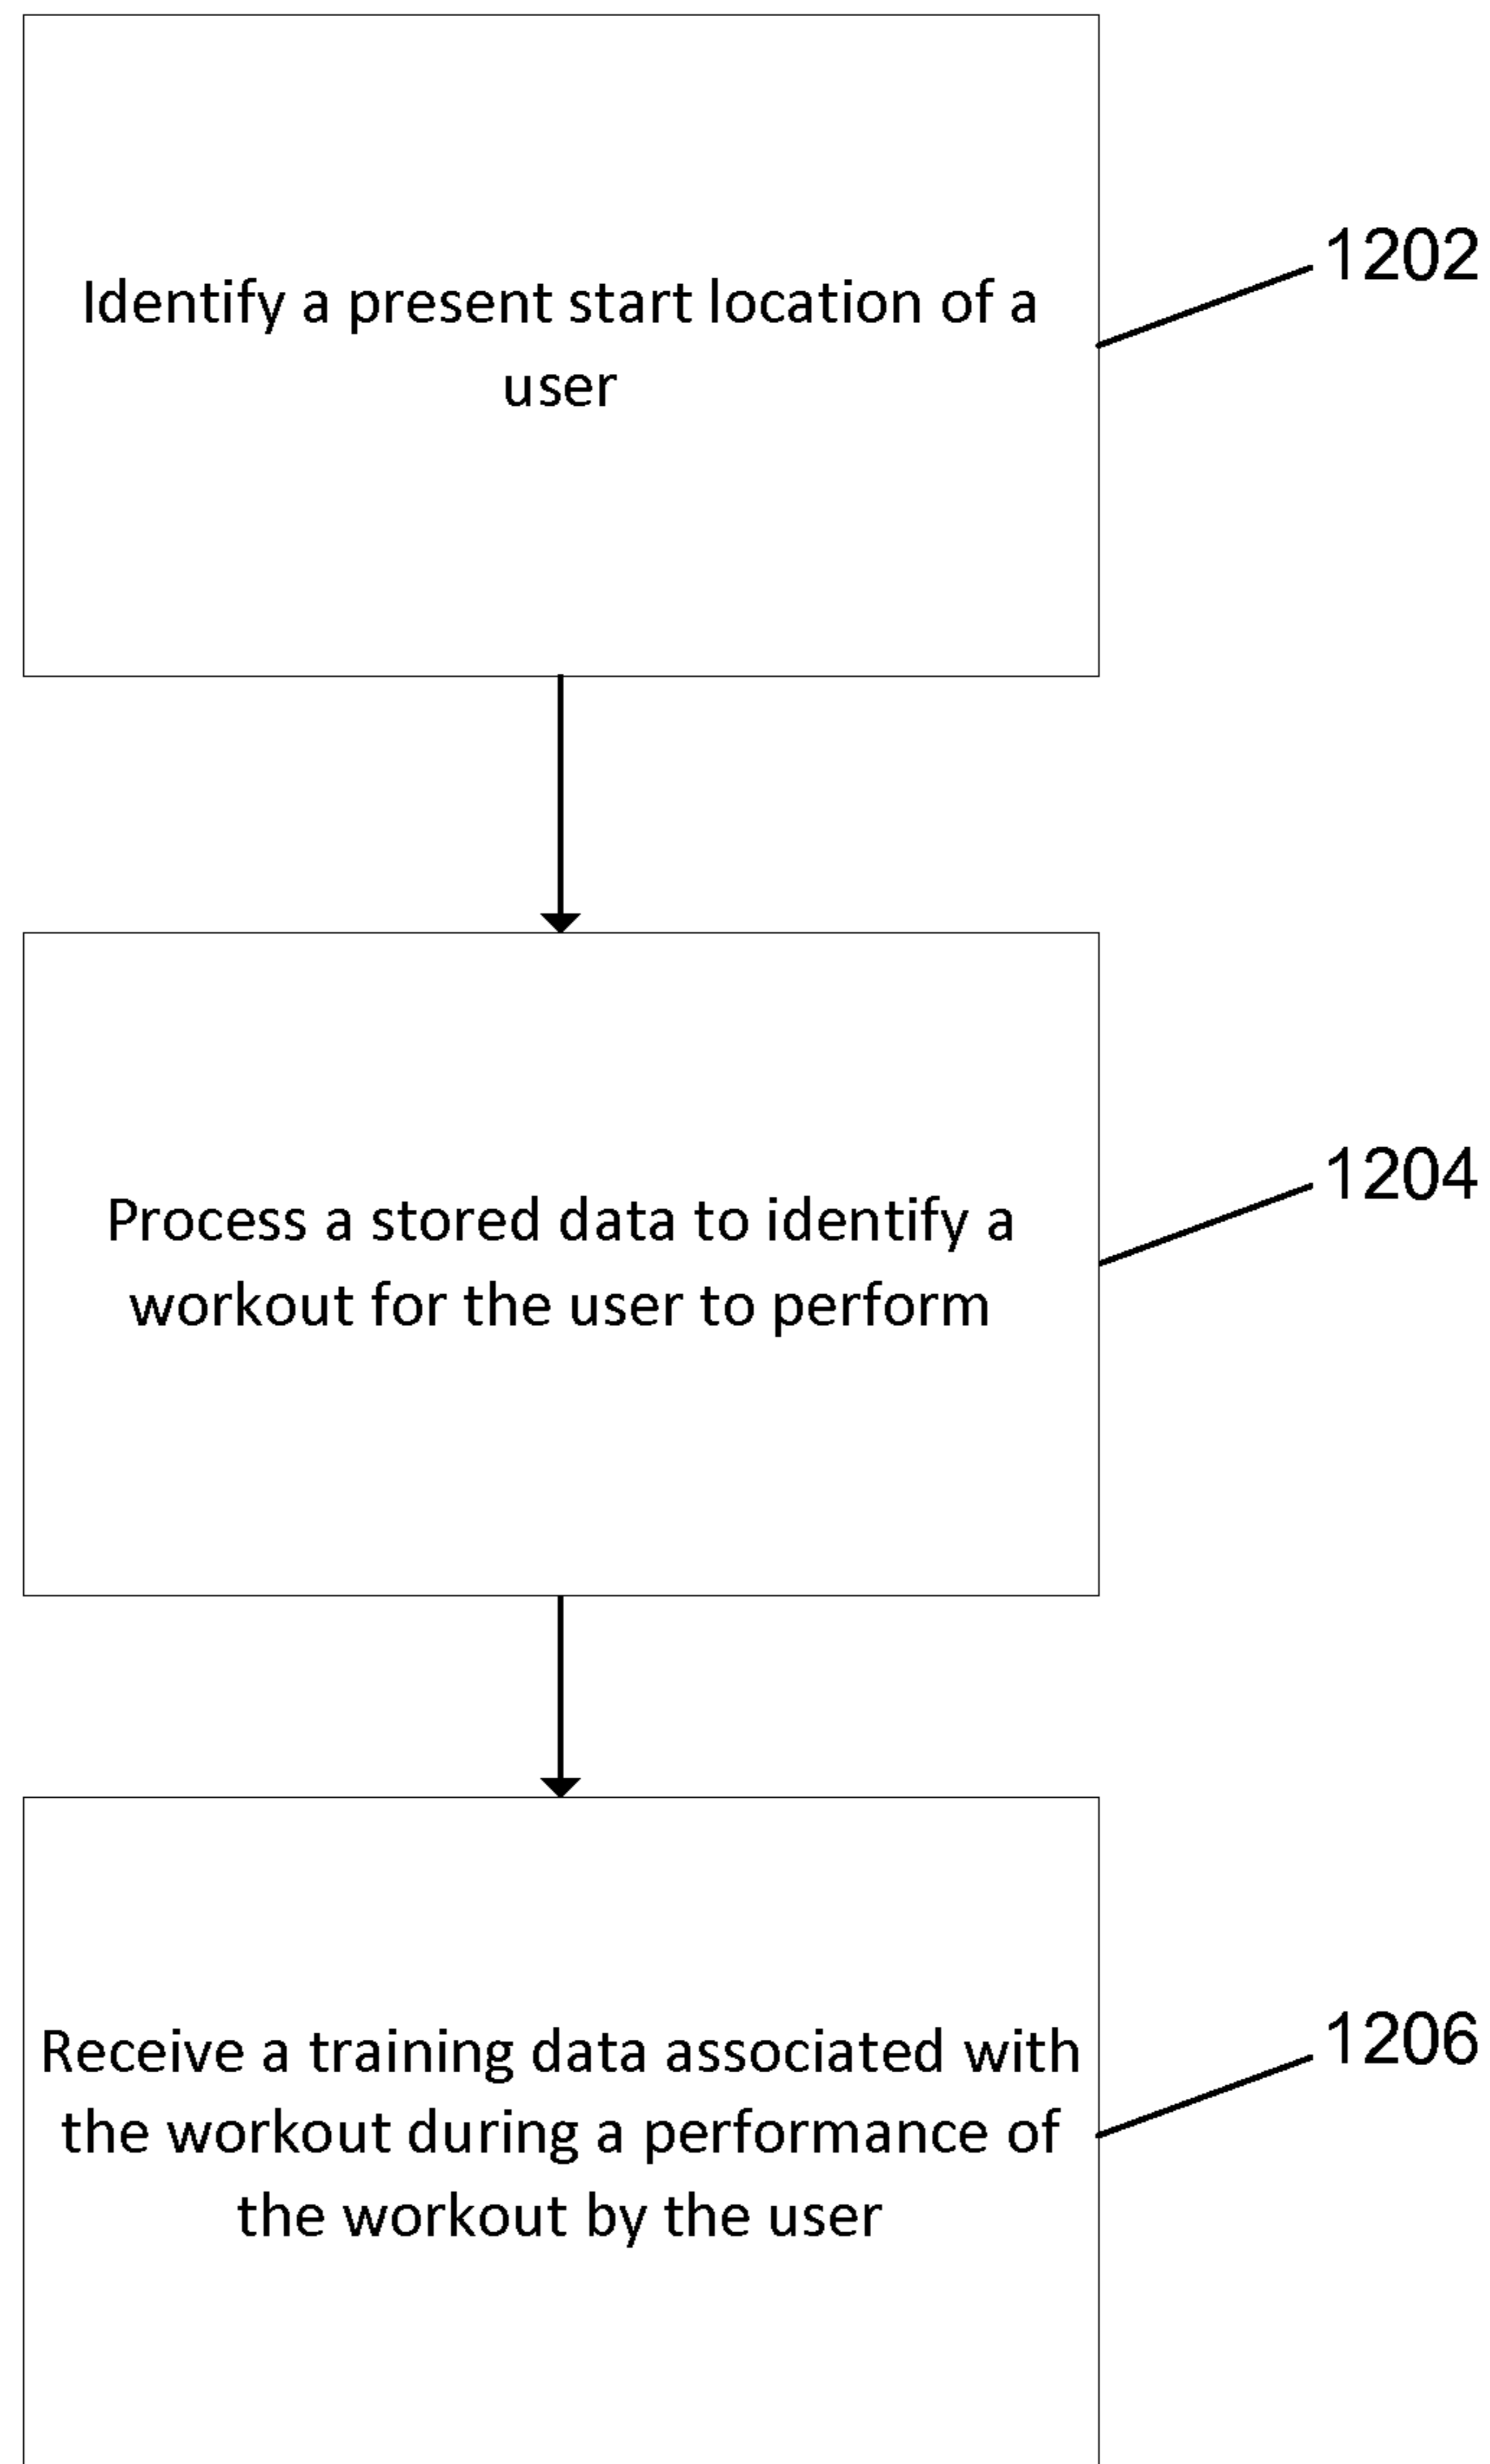 Identify a present start location of a
user
1202
Process a stored data to identify a
workout for the user to perform
1204
Receive a training data associated with
the workout during a performance of
the workout by the user
1206